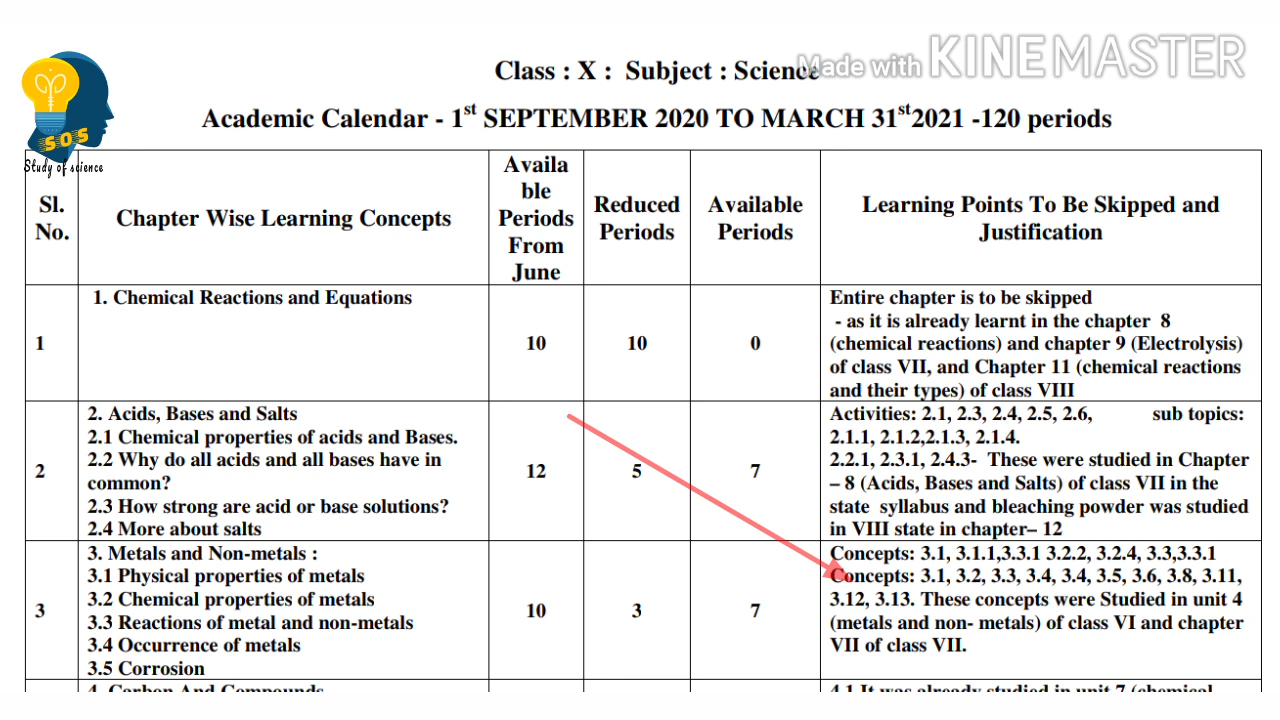 Made with KINEMASTER
Class : X : Subject : Science
Academic Calendar - 1st SEPTEMBER 2020 TO MARCH 31st2021 -120 periods
SOS
Study of science
Sl.
No.
Chapter Wise Learning Concepts
Availa
ble
Periods
From
June
Reduced
Periods
Available
Periods
Learning Points To Be Skipped and
Justification
1
1. Chemical Reactions and Equations
10
10
0
Entire chapter is to be skipped
- as it is already learnt in the chapter 8
(chemical reactions) and chapter 9 (Electrolysis)
of class VII, and Chapter 11 (chemical reactions
and their types) of class VIII
2
2. Acids, Bases and Salts
2.1 Chemical properties of acids and Bases.
2.2 Why do all acids and all bases have in
common?
2.3 How strong are acid or base solutions?
2.4 More about salts
12
5
7
Activities: 2.1, 2.3, 2.4, 2.5, 2.6, sub topics:
2.1.1, 2.1.2,2.1.3, 2.1.4.
2.2.1, 2.3.1, 2.4.3- These were studied in Chapter
– 8 (Acids, Bases and Salts) of class VII in the
state syllabus and bleaching powder was studied
in VIII state in chapter– 12
3
3. Metals and Non-metals :
3.1 Physical properties of metals
3.2 Chemical properties of metals
3.3 Reactions of metal and non-metals
3.4 Occurrence of metals
3.5 Corrosion
10
3
7
Concepts: 3.1, 3.1.1,3.3.1 3.2.2, 3.2.4, 3.3,3.3.1
Concepts: 3.1, 3.2, 3.3, 3.4, 3.4, 3.5, 3.6, 3.8, 3.11,
3.12, 3.13. These concepts were Studied in unit 4
(metals and non- metals) of class VI and chapter
VII of class VII.
4. Carbon And Compounds
4.1 It was already studied in unit 7 (chemical